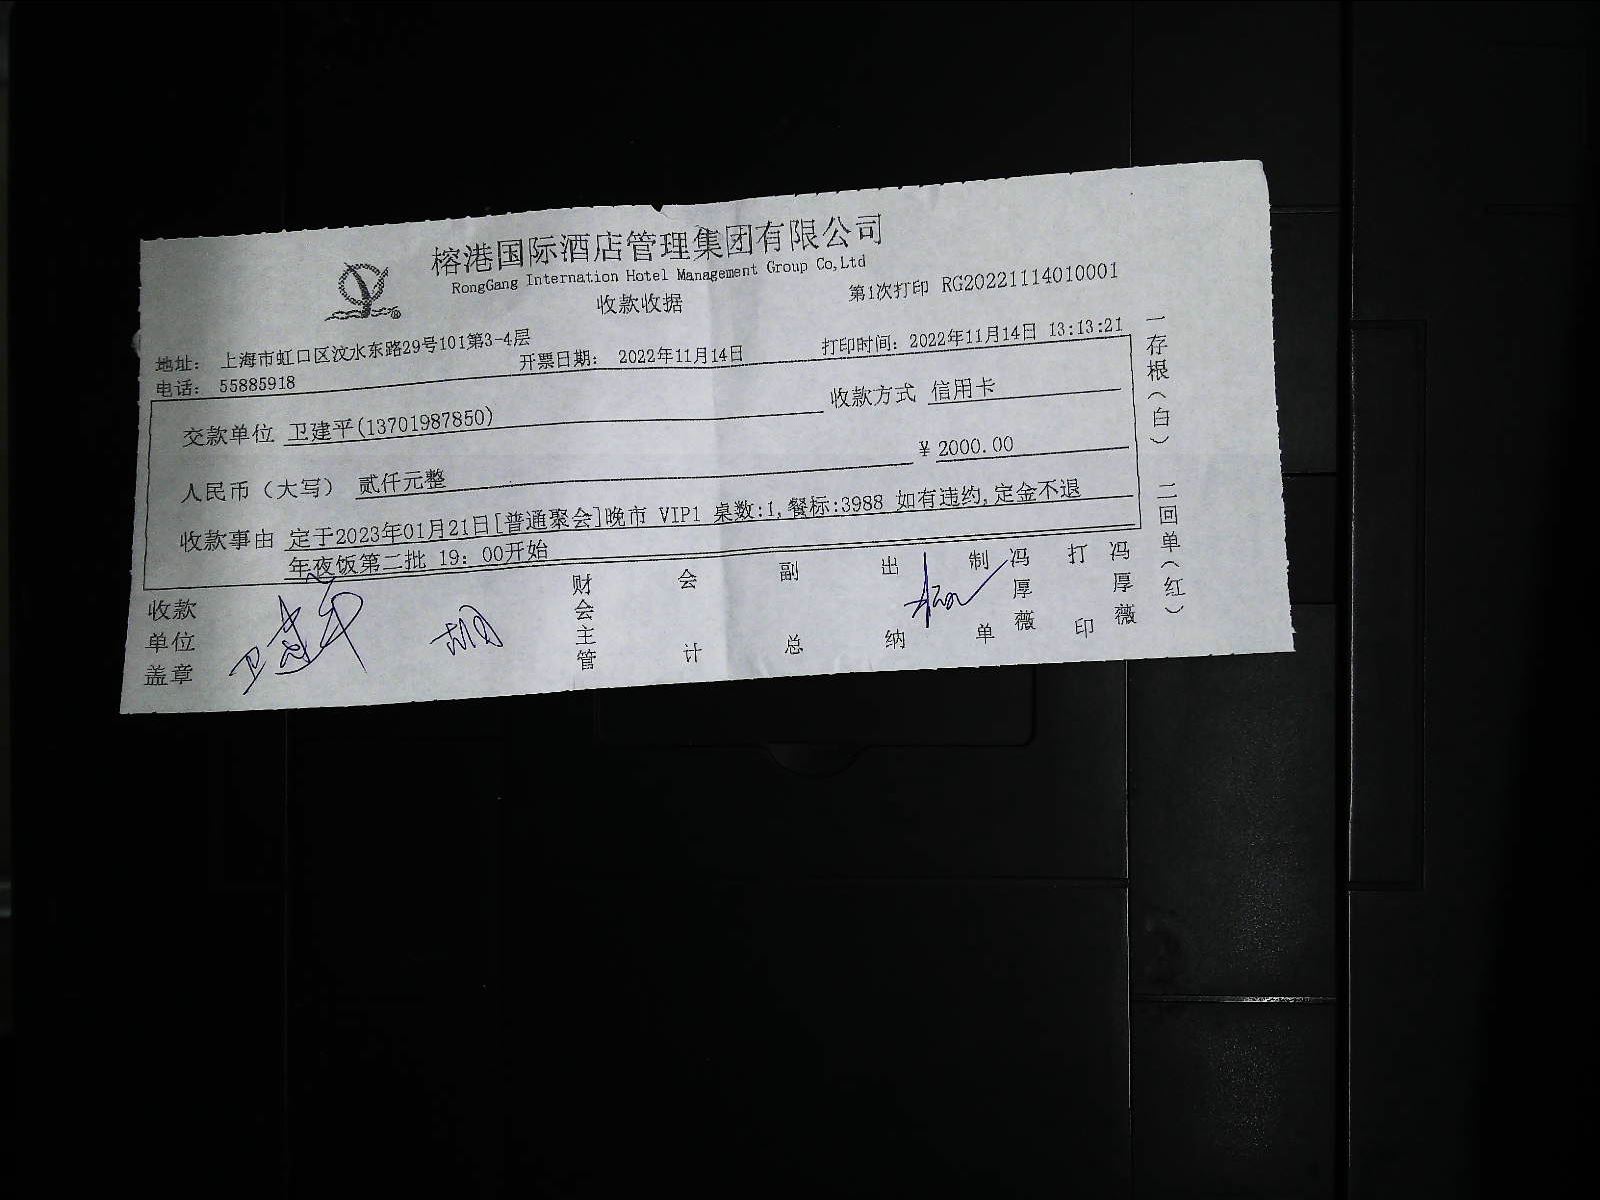 榕港国际酒店管理集团有限公司
RongGang Internation Hotel Management Group Co,Ltd
收款收据
第1次打印 RG20221114010001
地址： 上海市虹口区汶水东路29号101第3-4层
电话： 55885918
开票日期： 2022年11月14日
打印时间：2022年11月14日 13:13:21
交款单位 卫建平(13701987850)
收款方式 信用卡
人民币（大写） 贰仟元整
¥ 2000.00
收款事由 定于2023年01月21日[普通聚会]晚市 VIP1 桌数:1,餐标:3988 如有违约,定金不退
年夜饭第二批 19：00开始
收款单位盖章
卫建平
胡
财会主管
会计
副总
出纳
制单
冯厚薇
打印
冯厚薇
一存根（白）
二回单（红）